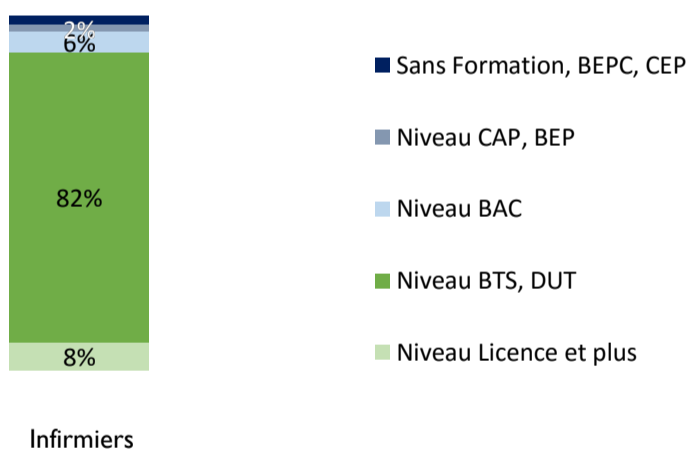 2%
6%
82%
8%
Infirmiers
Sans Formation, BEPC, CEP
Niveau CAP, BEP
Niveau BAC
Niveau BTS, DUT
Niveau Licence et plus